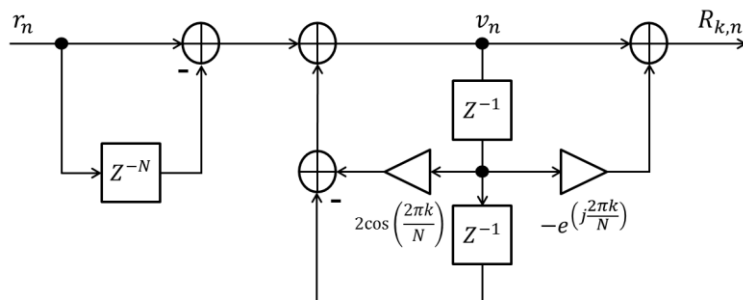 r_n
v_n
R_{k,n}
-
Z^{-1}
Z^{-N}
-
2cos(2πk/N)
Z^{-1}
-e^{(j2πk/N)}